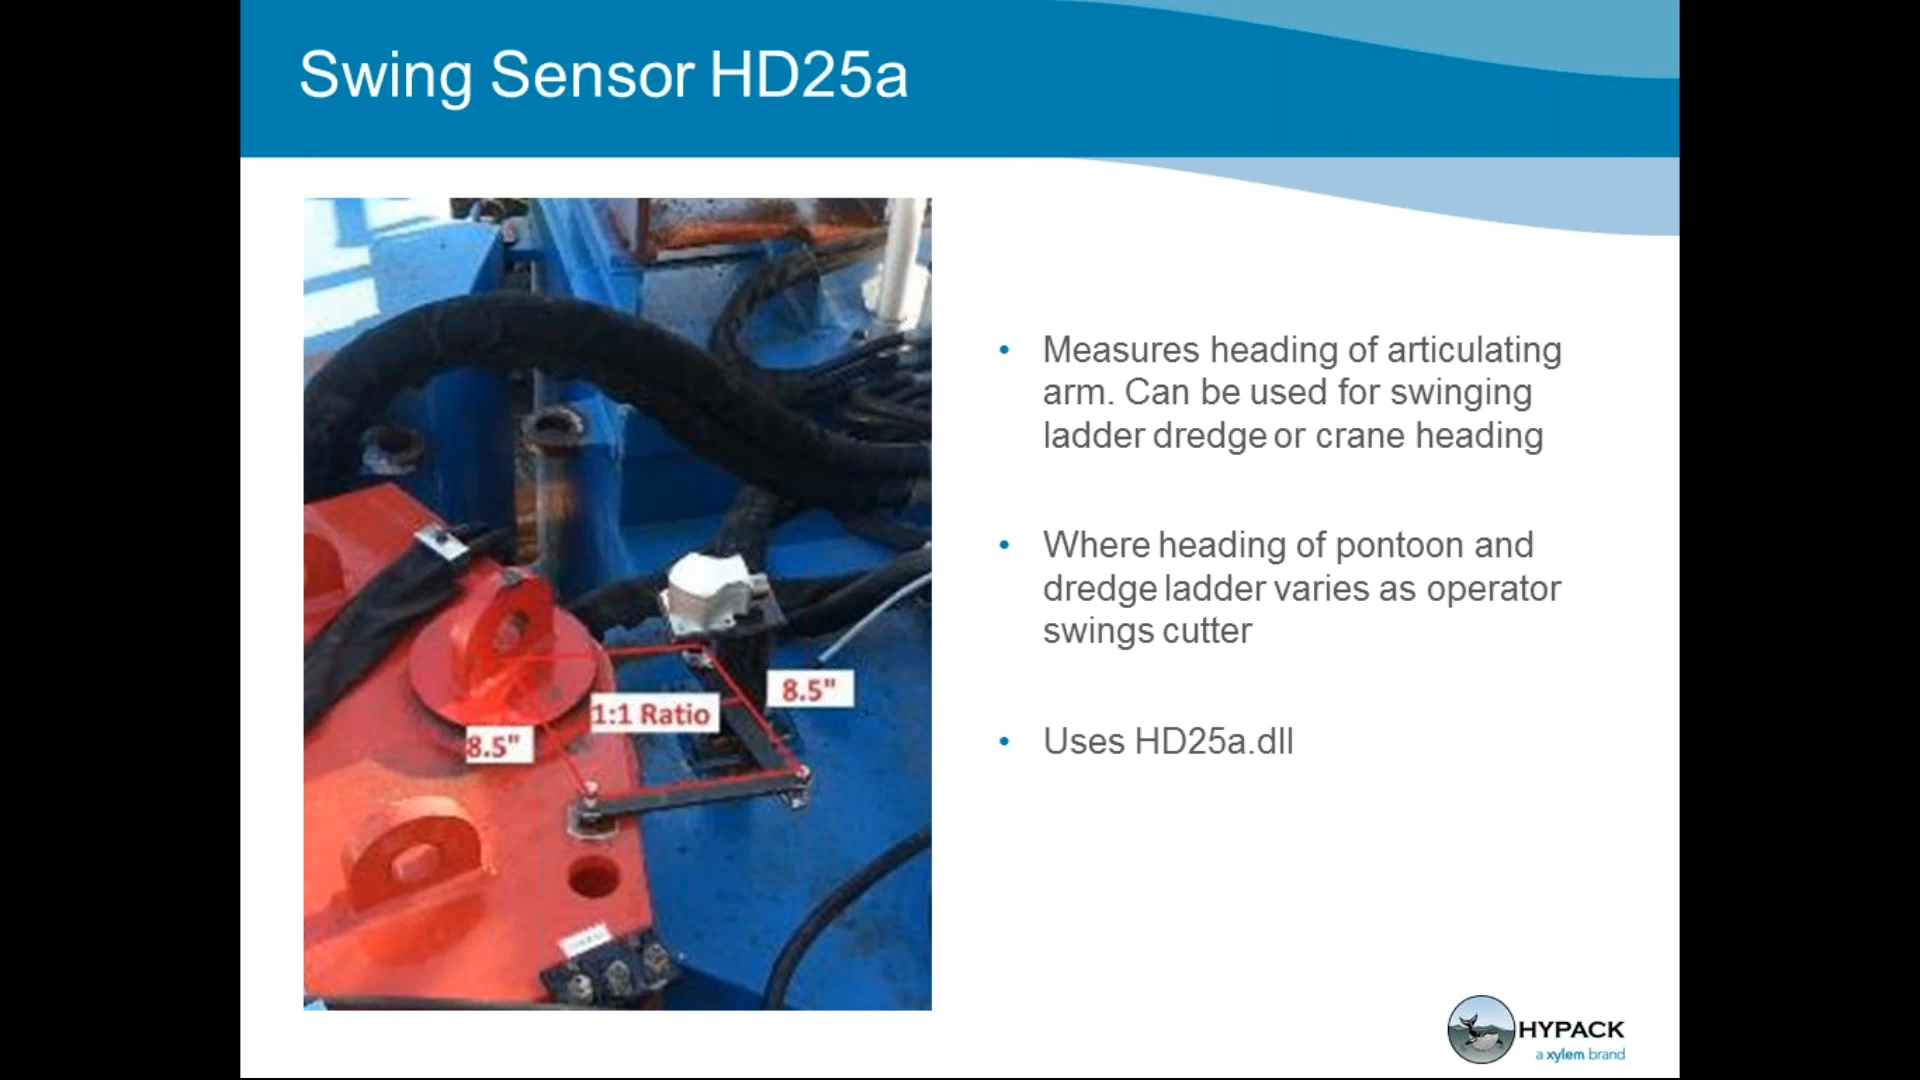 Swing Sensor HD25a
8.5"
1:1 Ratio
8.5"
• Measures heading of articulating
arm. Can be used for swinging
ladder dredge or crane heading
• Where heading of pontoon and
dredge ladder varies as operator
swings cutter
• Uses HD25a.dll
HYPACK
a xylem brand